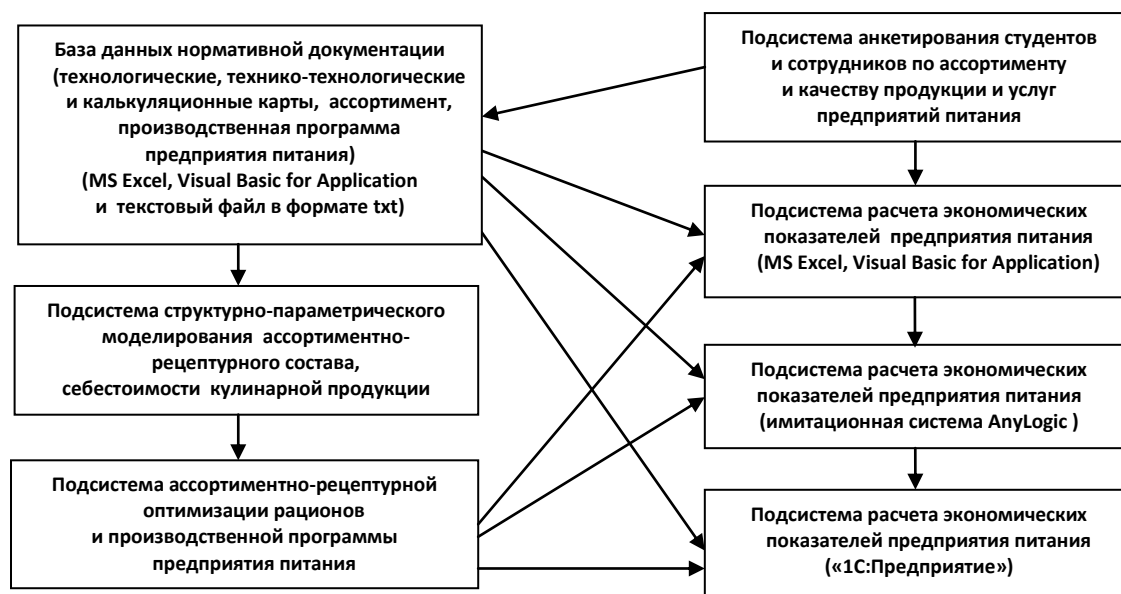 База данных нормативной документации
(технологические, технико-технологические
и калькуляционные карты, ассортимент,
производственная программа
предприятия питания)
(MS Excel, Visual Basic for Application
и текстовый файл в формате txt)
Подсистема структурно-параметрического
моделирования ассортиментно-
рецептурного состава,
себестоимости кулинарной продукции
Подсистема ассортиментно-рецептурной
оптимизации рационов
и производственной программы
предприятия питания
Подсистема анкетирования студентов
и сотрудников по ассортименту
и качеству продукции и услуг
предприятий питания
Подсистема расчета экономических
показателей предприятия питания
(MS Excel, Visual Basic for Application)
Подсистема расчета экономических
показателей предприятия питания
(имитационная система AnyLogic )
Подсистема расчета экономических
показателей предприятия питания
(«1С:Предприятие»)